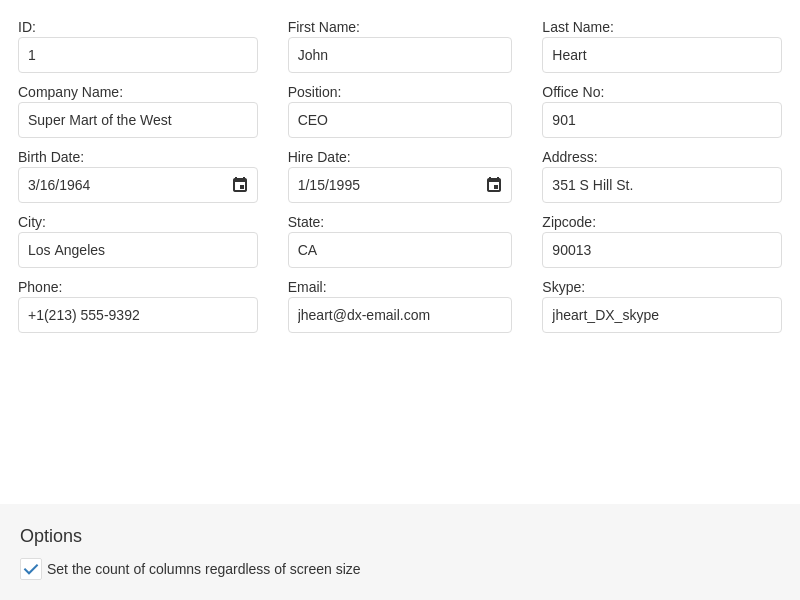 ID: First Name: Last Name:
1 John Heart
Company Name: Position: Office No:
Super Mart of the West CEO 901
Birth Date: Hire Date: Address:
3/16/1964 1/15/1995 351 S Hill St.
City: State: Zipcode:
Los Angeles CA 90013
Phone: Email: Skype:
+1(213) 555-9392 jheart@dx-email.com jheart_DX_skype
Options
Set the count of columns regardless of screen size